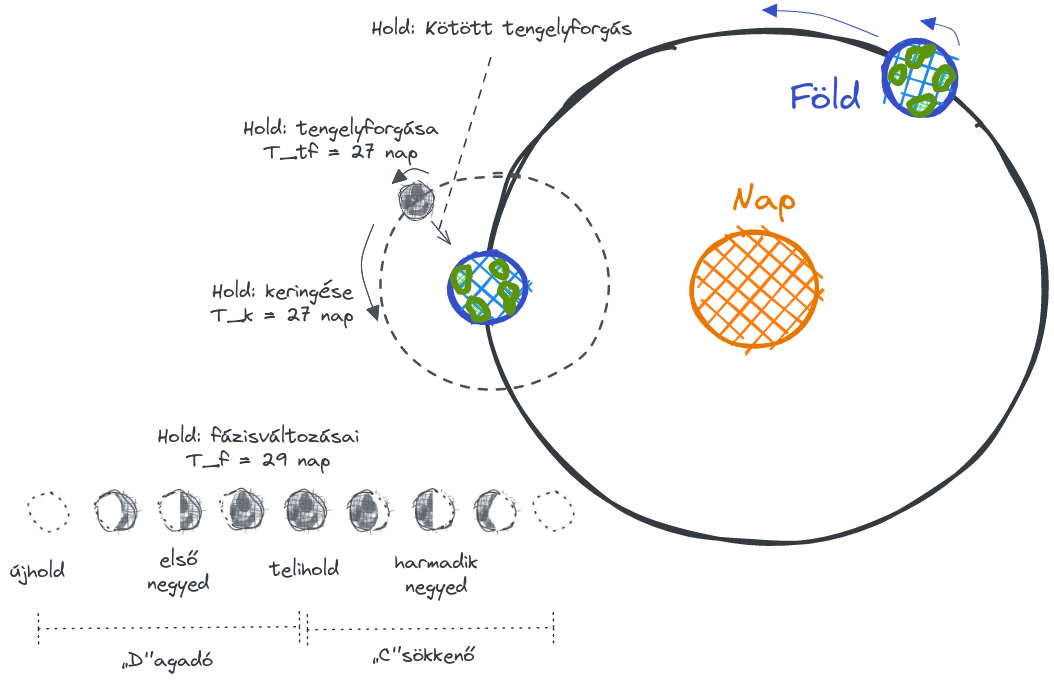 Hold: Kötött tengelyforgás
Föld
Hold: tengelyforgása
T_tf = 27 nap
Nap
Hold: keringése
T_k = 27 nap
Hold: fázisváltozásai
T_f = 29 nap
újhold
első
negyed
telihold
harmadik
negyed
„D"agadó
„C"sökkenő